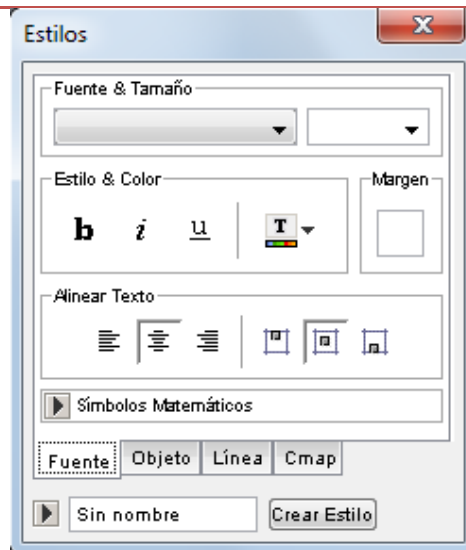 Estilos
Fuente & Tamaño
Estilo & Color
Margen
b i u T
Alinear Texto
Símbolos Matemáticos
Fuente Objeto Línea Cmap
Sin nombre Crear Estilo